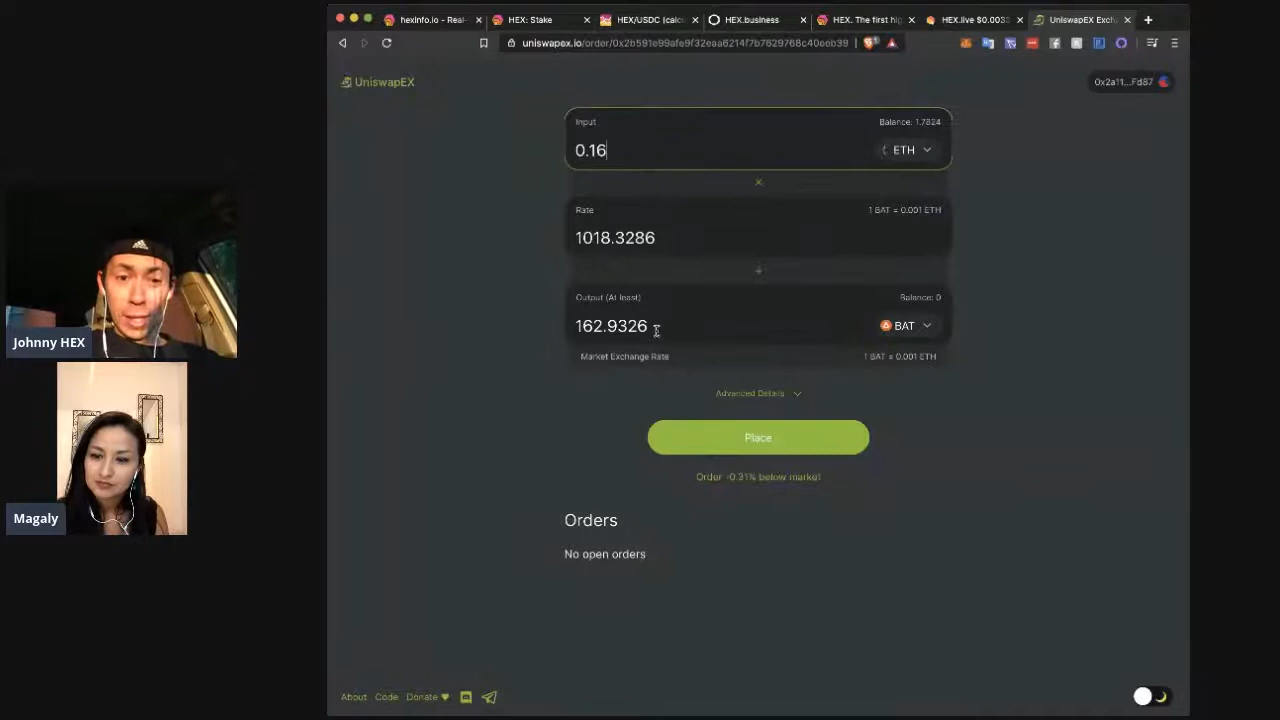 hexinfo.io - Real-
HEX: Stake
HEX/USDC (calc
HEX.business
HEX. The first hig
HEX.live $0.003
UniswapEX Exch
uniswapex.io/order/0x2b591e99afe9f32eaa6214f7b7629768c40eeb39
UniswapEX
0x2a11...Fd87
Input
Balance: 1.7824
0.16
ETH
Rate
1 BAT = 0.001 ETH
1018.3286
Output (At least)
Balance: 0
162.9326
BAT
Market Exchange Rate
1 BAT = 0.001 ETH
Advanced Details
Place
Order -0.31% below market
Orders
No open orders
About
Code
Donate
Johnny HEX
Magaly